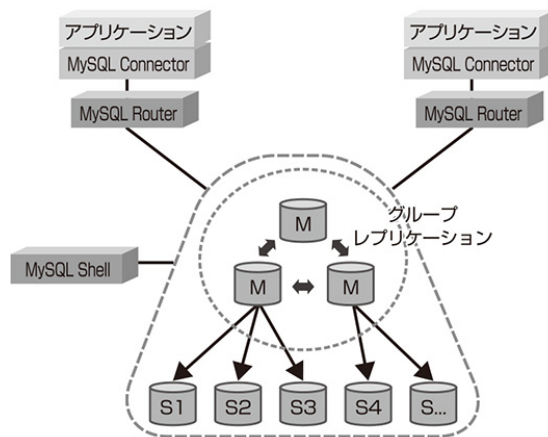 アプリケーション
MySQL Connector
MySQL Router
アプリケーション
MySQL Connector
MySQL Router
グループ
レプリケーション
M
MySQL Shell
M
M
S1
S2
S3
S4
S...